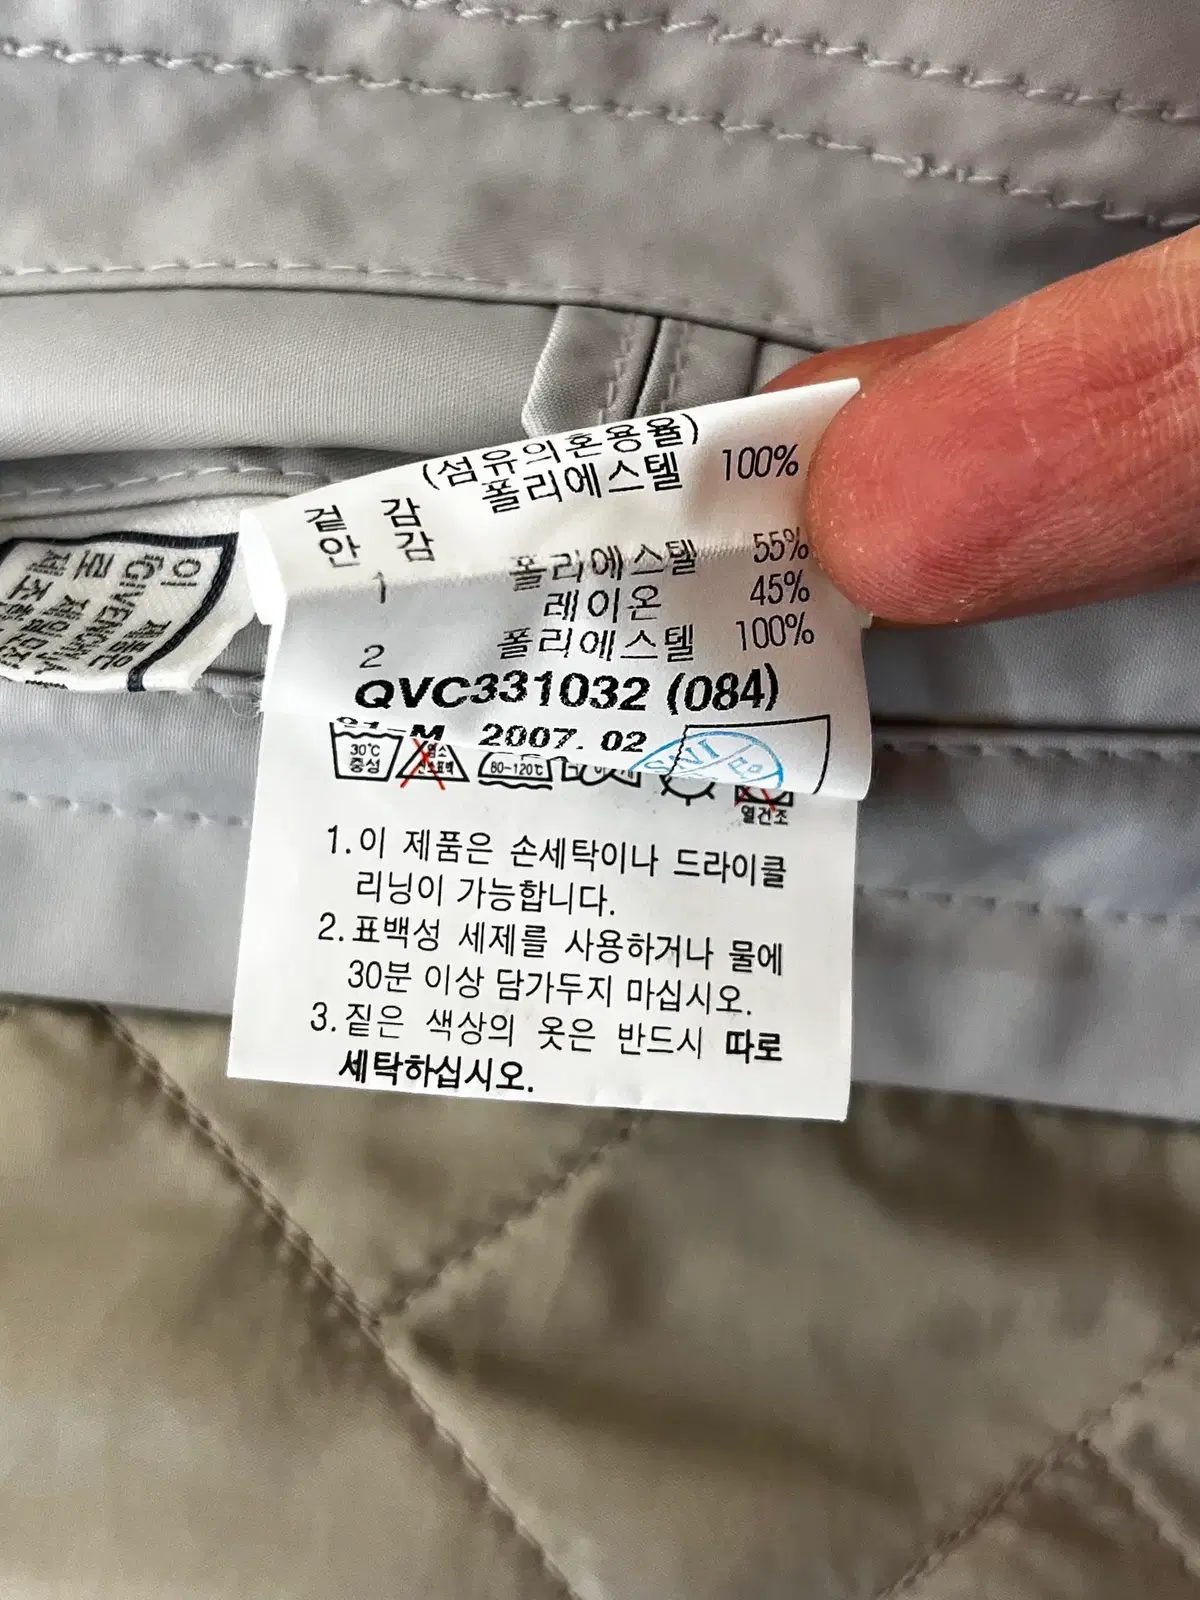 (섬유의혼용율)
겉 감 폴리에스텔 100%
안 감
1 폴리에스텔 55%
레이온 45%
2 폴리에스텔 100%
QVC331032 (084)
M 2007. 02
30℃ 중성
염소
80~120℃
열건조
1. 이 제품은 손세탁이나 드라이클
리닝이 가능합니다.
2. 표백성 세제를 사용하거나 물에
30분 이상 담가두지 마십시오.
3. 짙은 색상의 옷은 반드시 따로
세탁하십시오.
이 제품은